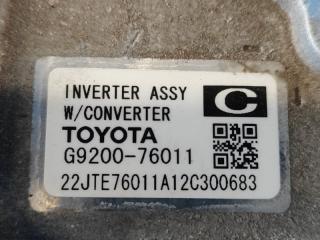 INVERTER ASSY
C
W/CONVERTER
TOYOTA
G9200-76011
22JTE76011A12C300683